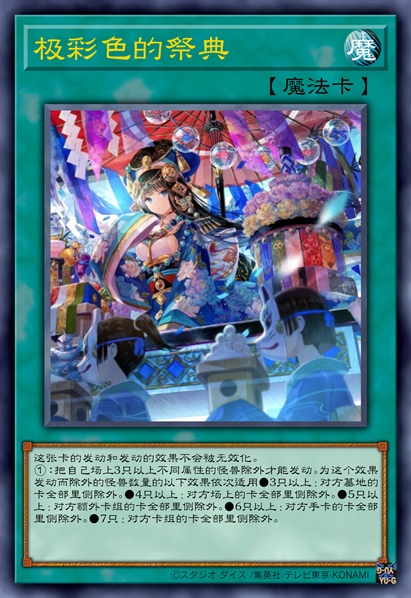 极彩色的祭典
魔
【魔法卡】
这张卡的发动和发动的效果不会被无效化。
①：把自己场上3只以上不同属性的怪兽除外才能发动。为这个效果
发动而除外的怪兽数量的以下效果依次适用●3只以上；对方墓地的
卡全部里侧除外。●4只以上；对方场上的卡全部里侧除外。●5只以
上；对方额外卡组的卡全部里侧除外。●6只以上；对方手卡的卡全部
里侧除外。●7只；对方卡组的卡全部里侧除外。
©スタジオ・ダイス /集英社・テレビ東京・KONAMI